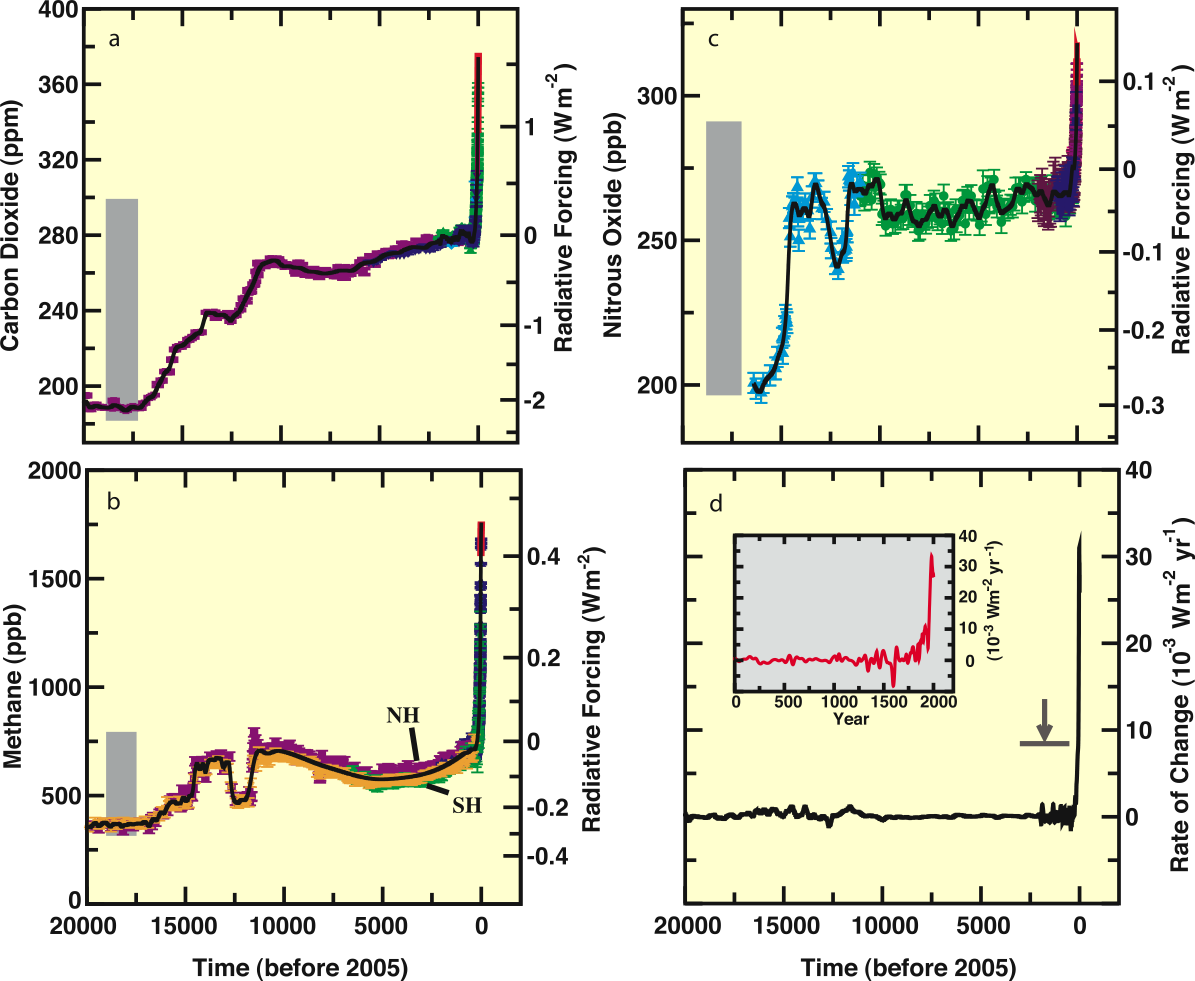 a
400
360
320
280
240
200
Carbon Dioxide (ppm)
1
0
-1
-2
Radiative Forcing (W m-2)
c
300
250
200
Nitrous Oxide (ppb)
0.1
0
-0.1
-0.2
-0.3
Radiative Forcing (W m-2)
b
2000
1500
1000
500
0
Methane (ppb)
NH
SH
0.4
0.2
0
-0.2
-0.4
Radiative Forcing (Wm-2)
20000 15000 10000 5000 0
Time (before 2005)
d
40
30
20
10
0
Rate of Change (10-3 Wm-2 yr-1)
40
30
20
10
0
(10-3 Wm-2 yr-1)
0 500 1000 1500 2000
Year
20000 15000 10000 5000 0
Time (before 2005)